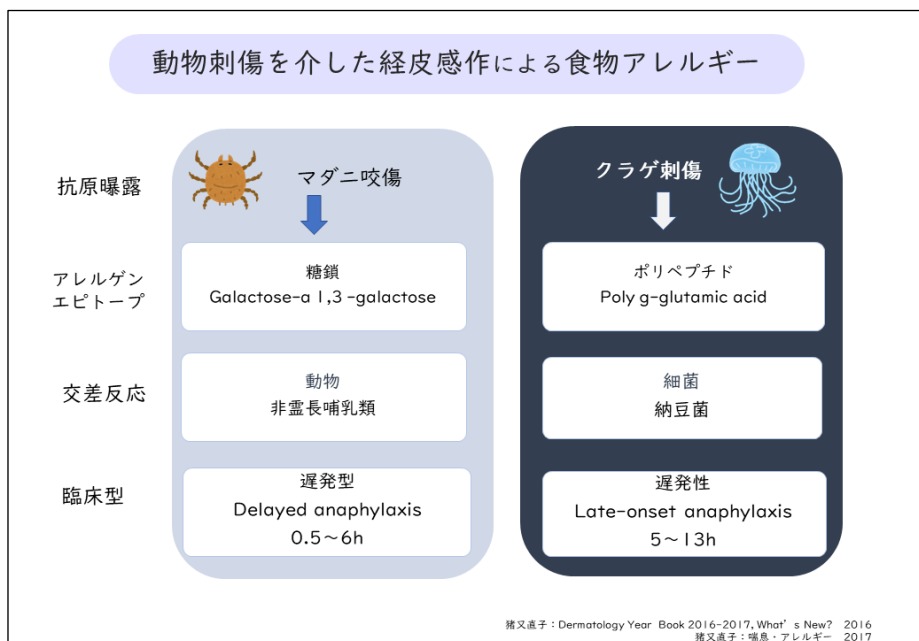 動物刺傷を介した経皮感作による食物アレルギー
抗原曝露
マダニ咬傷
クラゲ刺傷
アレルゲン
エピトープ
糖鎖
Galactose-a 1,3 -galactose
ポリペプチド
Poly g-glutamic acid
交差反応
動物
非霊長哺乳類
細菌
納豆菌
臨床型
遅発型
Delayed anaphylaxis
0.5～6h
遅発性
Late-onset anaphylaxis
5～13h
猪又直子：Dermatology Year Book 2016-2017, What's New? 2016
猪又直子：喘息・アレルギー 2017